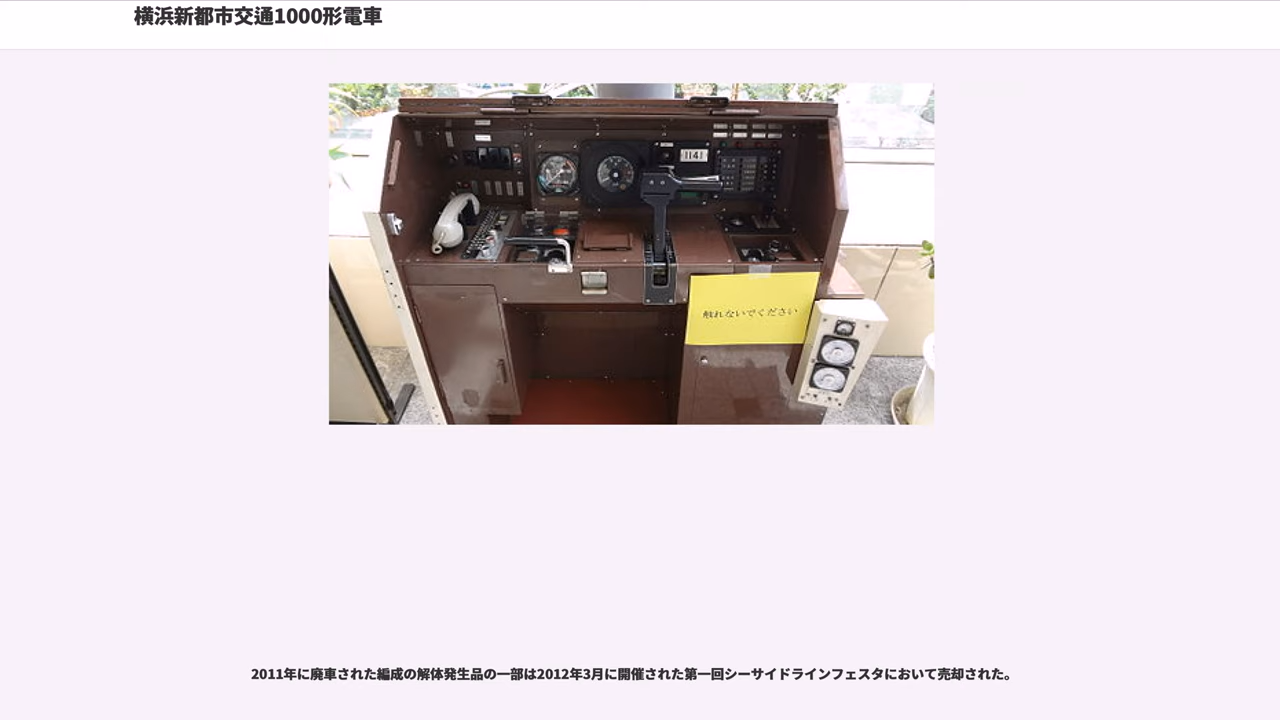 横浜新都市交通1000形電車
1141
触れないでください
2011年に廃車された編成の解体発生品の一部は2012年3月に開催された第一回シーサイドラインフェスタにおいて売却された。